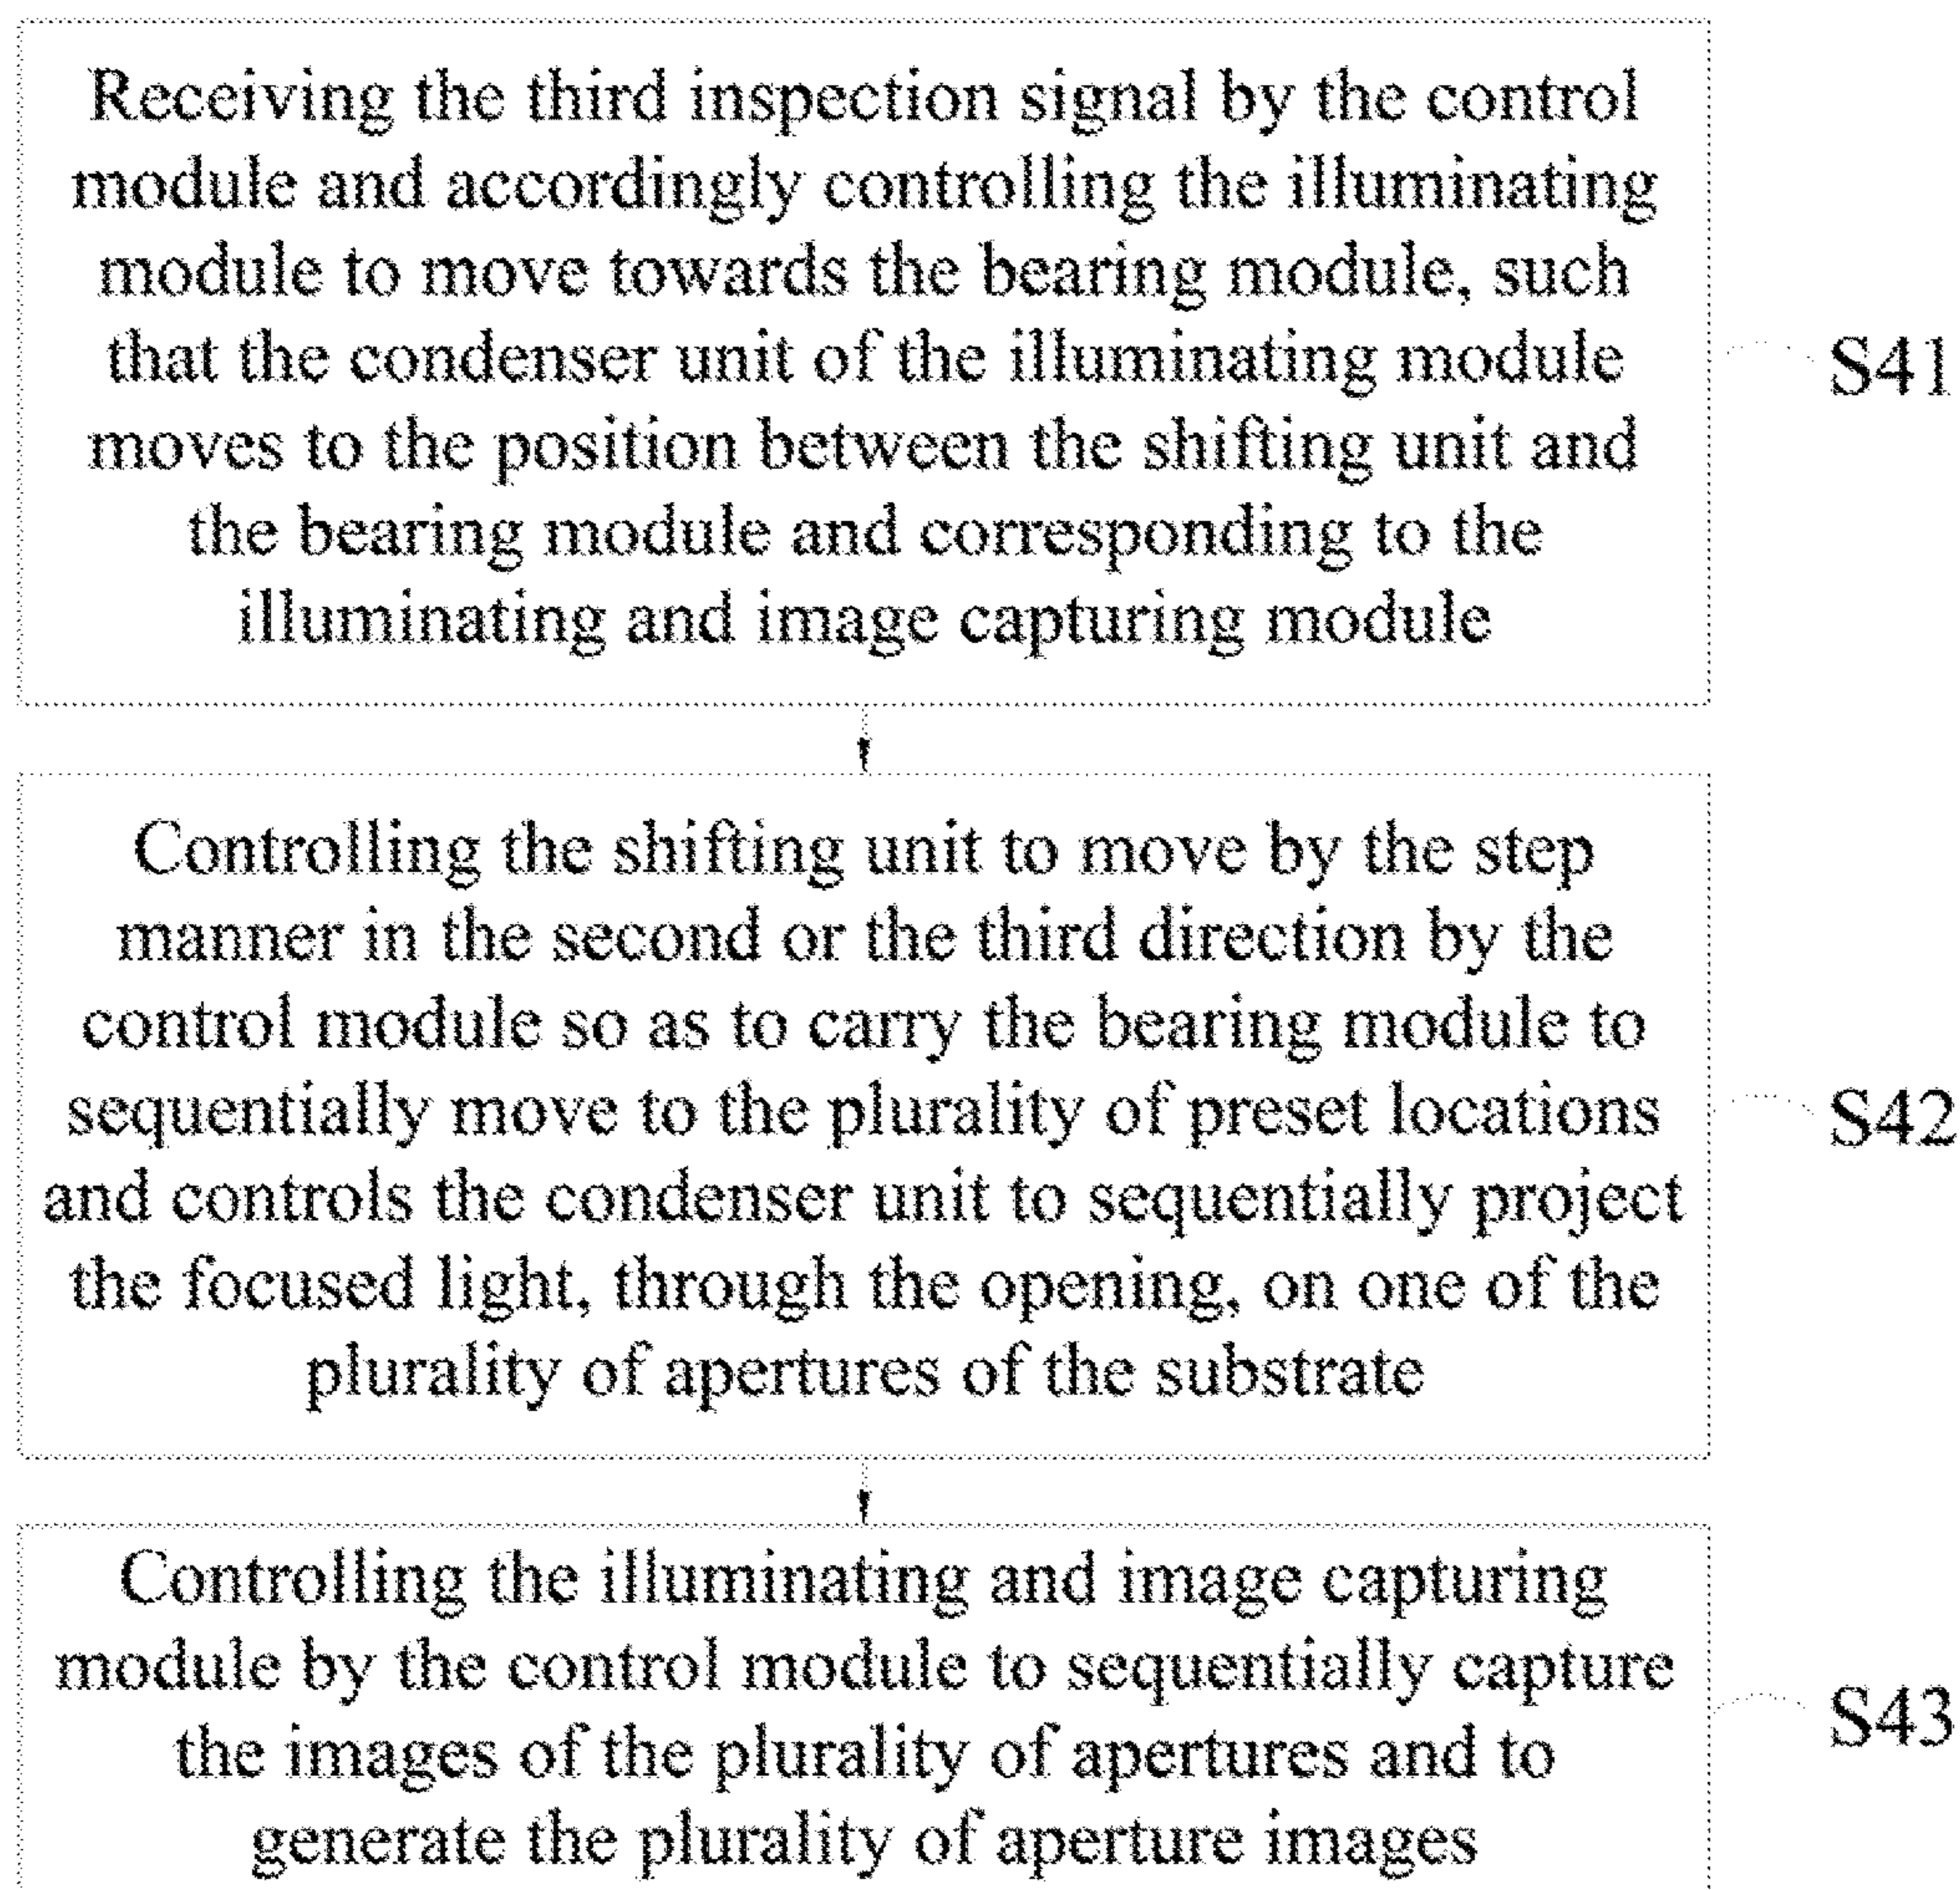 Receiving the third inspection signal by the control
module and accordingly controlling the illuminating
module to move towards the bearing module, such
that the condenser unit of the illuminating module
moves to the position between the shifting unit and
the bearing module and corresponding to the
illuminating and image capturing module
S41
Controlling the shifting unit to move by the step
manner in the second or the third direction by the
control module so as to carry the bearing module to
sequentially move to the plurality of preset locations
and controls the condenser unit to sequentially project
the focused light, through the opening, on one of the
plurality of apertures of the substrate
S42
Controlling the illuminating and image capturing
module by the control module to sequentially capture
the images of the plurality of apertures and to
generate the plurality of aperture images
S43